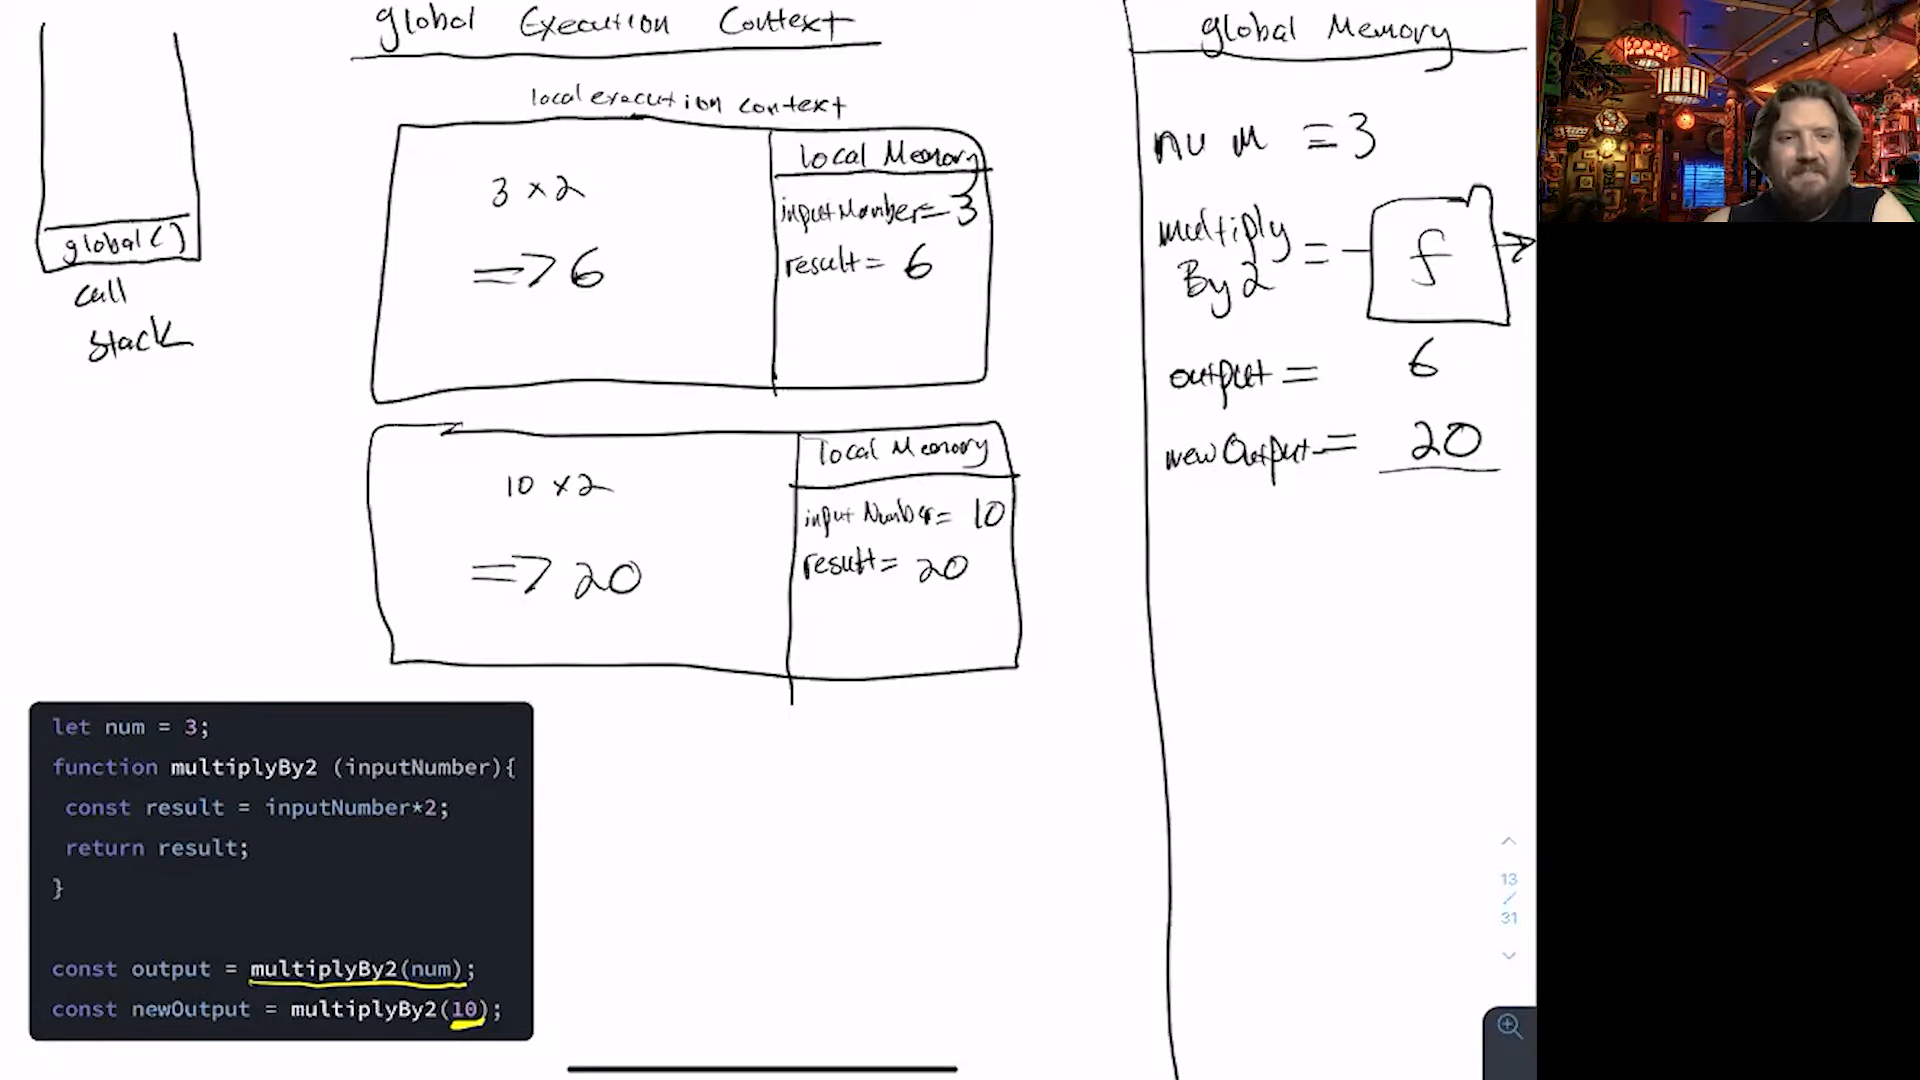 global Execution Context
global Memory
local execution context
local Memory
3 x 2
inputNumber = 3
=> 6
result = 6
global()
call
stack
num = 3
multiply
By 2 =
f
output = 6
newOutput = 20
local Memory
10 x 2
input Number = 10
=> 20
result = 20
let num = 3;
function multiplyBy2 (inputNumber){
const result = inputNumber*2;
return result;
}
const output = multiplyBy2(num);
const newOutput = multiplyBy2(10);
13
/
31